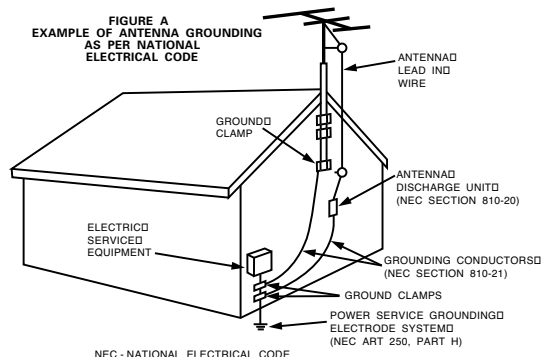 FIGURE A
EXAMPLE OF ANTENNA GROUNDING
AS PER NATIONAL
ELECTRICAL CODE
ANTENNA
LEAD IN
WIRE
GROUND
CLAMP
ANTENNA
DISCHARGE UNIT
(NEC SECTION 810-20)
ELECTRIC
SERVICE
EQUIPMENT
GROUNDING CONDUCTORS
(NEC SECTION 810-21)
GROUND CLAMPS
POWER SERVICE GROUNDING
ELECTRODE SYSTEM
(NEC ART 250, PART H)
NEC - NATIONAL ELECTRICAL CODE